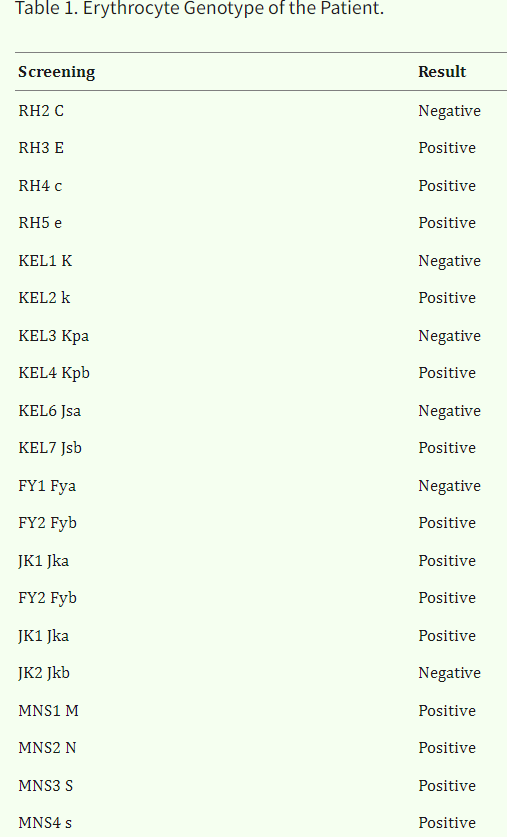 Table 1. Erythrocyte Genotype of the Patient.
Screening Result
RH2 C Negative
RH3 E Positive
RH4 c Positive
RH5 e Positive
KEL1 K Negative
KEL2 k Positive
KEL3 Kpa Negative
KEL4 Kpb Positive
KEL6 Jsa Negative
KEL7 Jsb Positive
FY1 Fya Negative
FY2 Fyb Positive
JK1 Jka Positive
FY2 Fyb Positive
JK1 Jka Positive
JK2 Jkb Negative
MNS1 M Positive
MNS2 N Positive
MNS3 S Positive
MNS4 s Positive